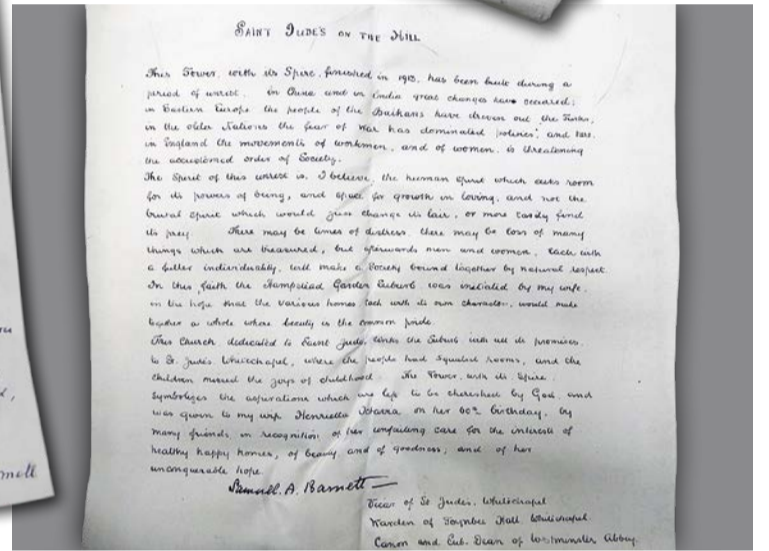 SAINT JUDE'S ON THE HILL
This Tower, with its Spire, finished in 1913, has been built during a
period of unrest. In China and in India great changes have occured;
in Eastern Europe the people of the Balkans have driven out the Turks,
in the older Nations the fear of war has dominated politics; and here
in England the movements of workmen, and of women, is threatening
the accustomed order of Society.
The Spirit of this unrest is, I believe, the human spirit which asks room
for its powers of being, and space for growth in loving, and not the
brutal spirit which would just change its lair, or more easily find
its prey. There may be times of distress, there may be loss of many
things which are treasured, but afterwards men and women, each with
a fuller individuality, will make a Society bound together by natural respect.
In this faith the Hampstead Garden Suburb was initiated by my wife,
in the hope that the various homes, each with its own character, would make
together a whole where beauty is the common pride.
This Church, dedicated to Saint Jude, links the Suburb with all its promises
to St. Jude's Whitechapel, where the people had squalid rooms, and the
children missed the joys of childhood. The Tower, with its Spire,
symbolizes the aspirations which are left to be cherished by God, and
was given to my wife Henrietta Octavia on her 60th birthday, by
many friends, in recognition of her unfailing care for the interests of
healthy happy homes, of beauty and of goodness; and of her
unconquerable hope.
Samuel. A. Barnett
Vicar of St Jude's, Whitechapel
Warden of Toynbee Hall, Whitechapel
Canon and Sub. Dean of Westminster Abbey.